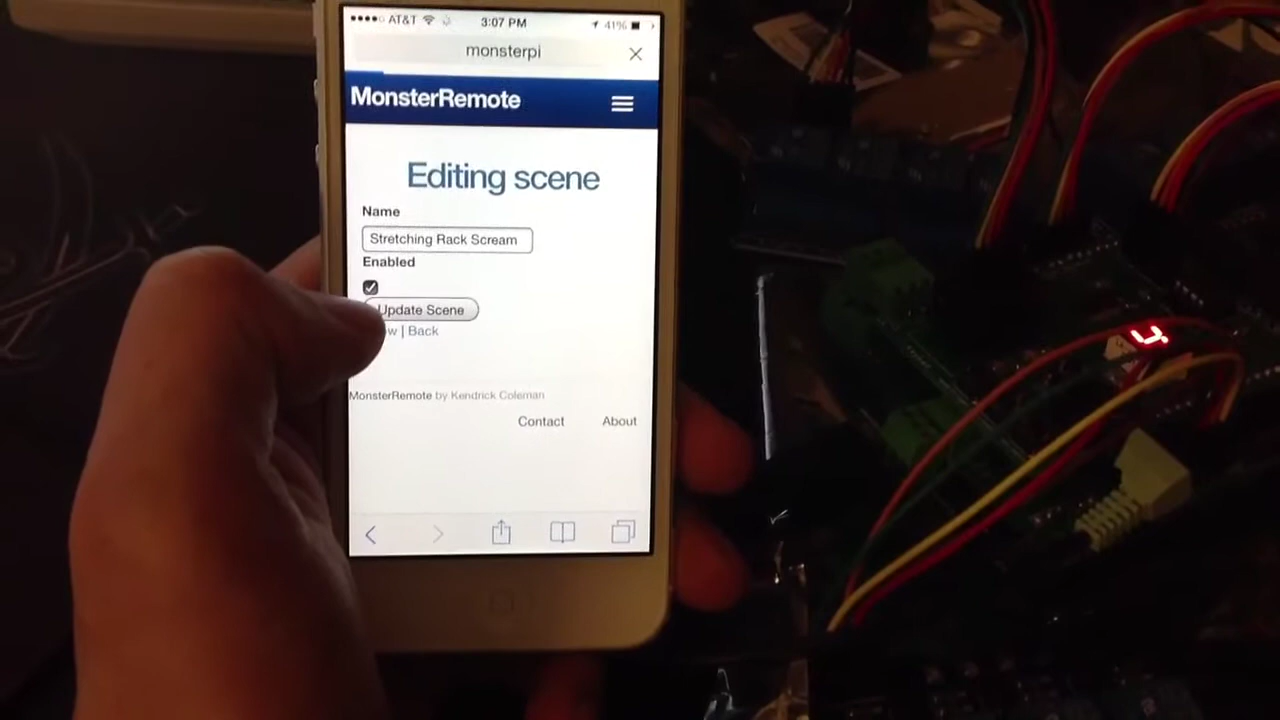 AT&T 3:07 PM 41%
monsterpi
MonsterRemote
Editing scene
Name
Stretching Rack Scream
Enabled
Update Scene
| Back
MonsterRemote by Kendrick Coleman
Contact About